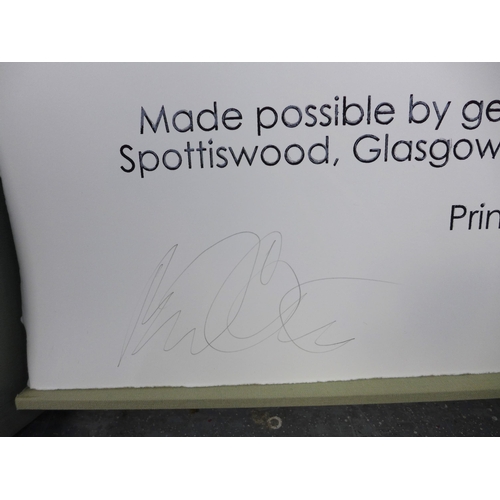 Made possible by ge
Spottiswood, Glasgow
Prin